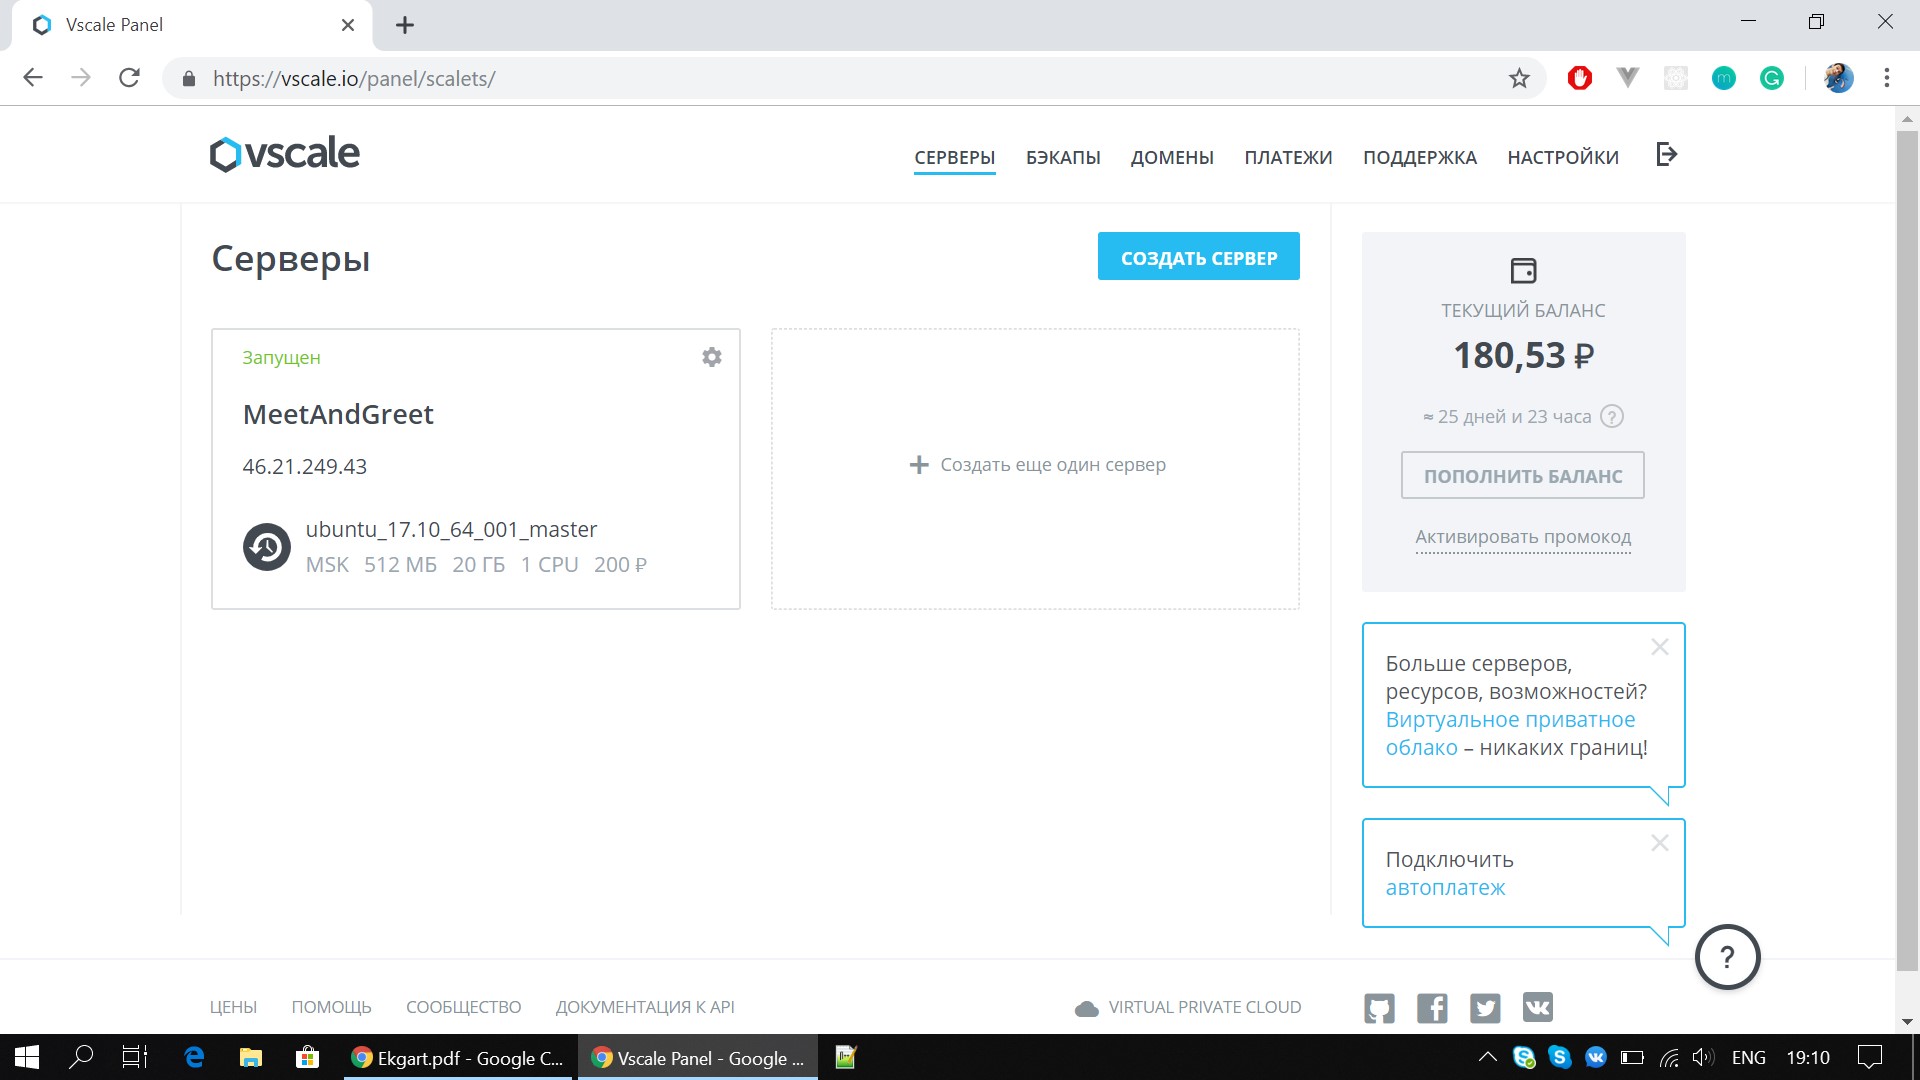 Vscale Panel
https://vscale.io/panel/scalets/
vscale
СЕРВЕРЫ БЭКАПЫ ДОМЕНЫ ПЛАТЕЖИ ПОДДЕРЖКА НАСТРОЙКИ
Серверы
СОЗДАТЬ СЕРВЕР
Запущен
MeetAndGreet
46.21.249.43
ubuntu_17.10_64_001_master
MSK 512 МБ 20 ГБ 1 CPU 200 ₽
+ Создать еще один сервер
ТЕКУЩИЙ БАЛАНС
180,53 ₽
≈ 25 дней и 23 часа ?
ПОПОЛНИТЬ БАЛАНС
Активировать промокод
Больше серверов,
ресурсов, возможностей?
Виртуальное приватное
облако – никаких границ!
Подключить
автоплатеж
?
ЦЕНЫ ПОМОЩЬ СООБЩЕСТВО ДОКУМЕНТАЦИЯ К API
VIRTUAL PRIVATE CLOUD
Ekgart.pdf - Google C...
Vscale Panel - Google ...
ENG
19:10